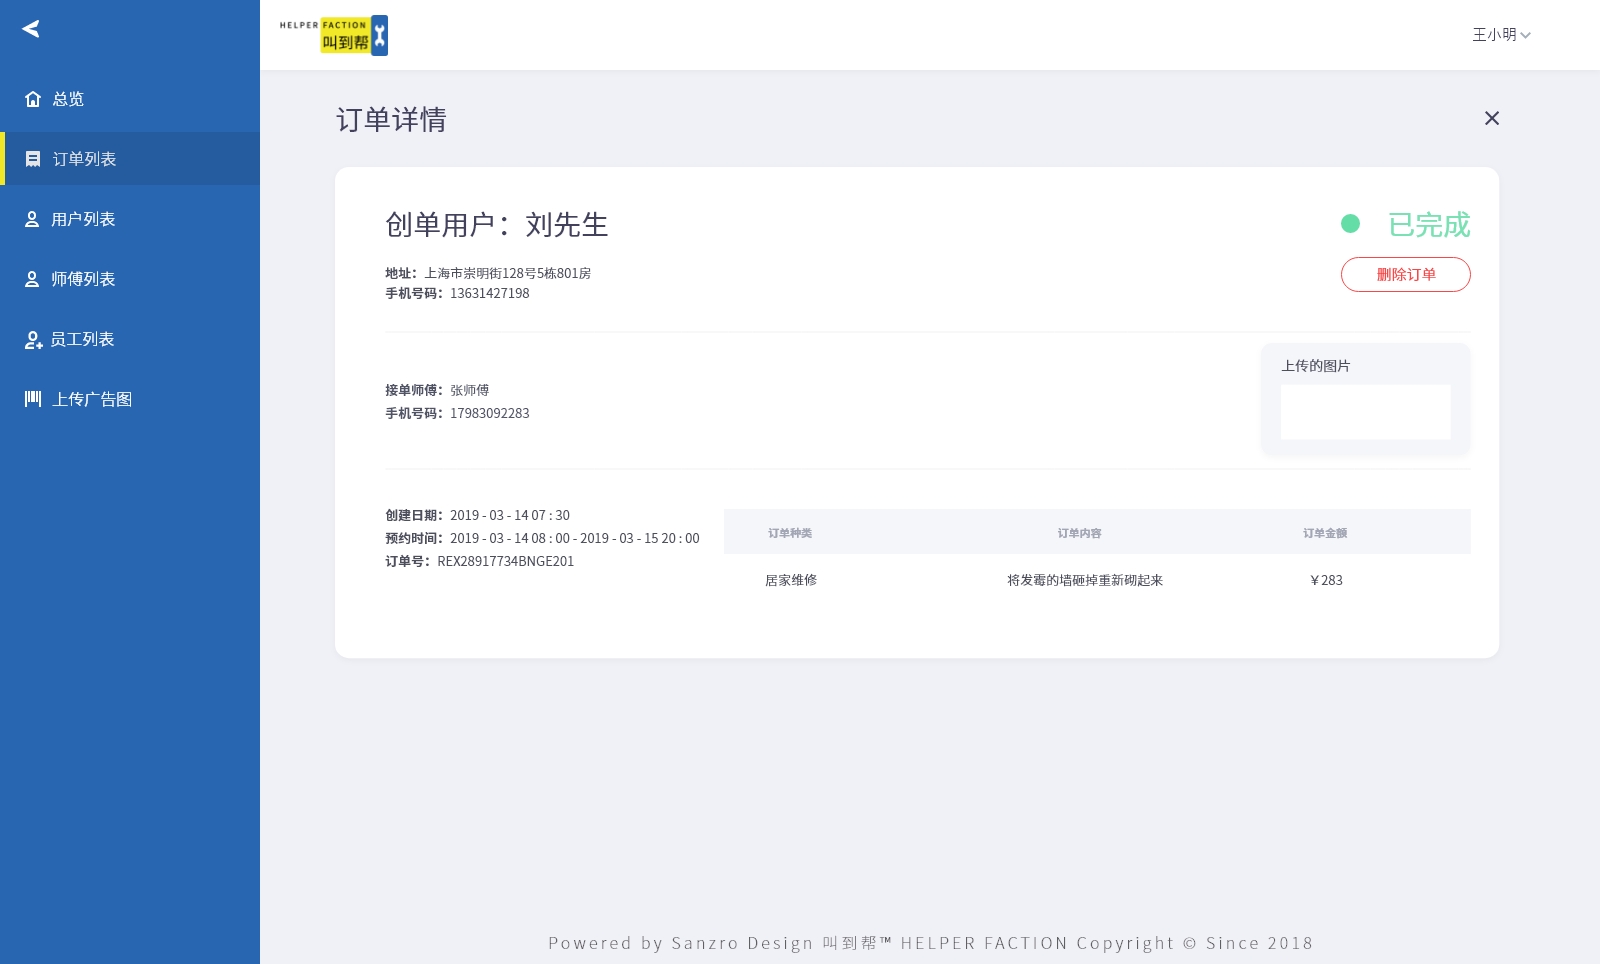 HELPER FACTION
叫到帮
王小明
总览
订单列表
用户列表
师傅列表
员工列表
上传广告图
订单详情
创单用户：刘先生
已完成
地址：上海市崇明街128号5栋801房
删除订单
手机号码：13631427198
上传的图片
接单师傅：张师傅
手机号码：17983092283
创建日期：2019 - 03 - 14 07 : 30
预约时间：2019 - 03 - 14 08 : 00 - 2019 - 03 - 15 20 : 00
订单号：REX28917734BNGE201
订单种类 订单内容 订单金额
居家维修 将发霉的墙砸掉重新砌起来 ￥283
Powered by Sanzro Design 叫到帮™ HELPER FACTION Copyright © Since 2018